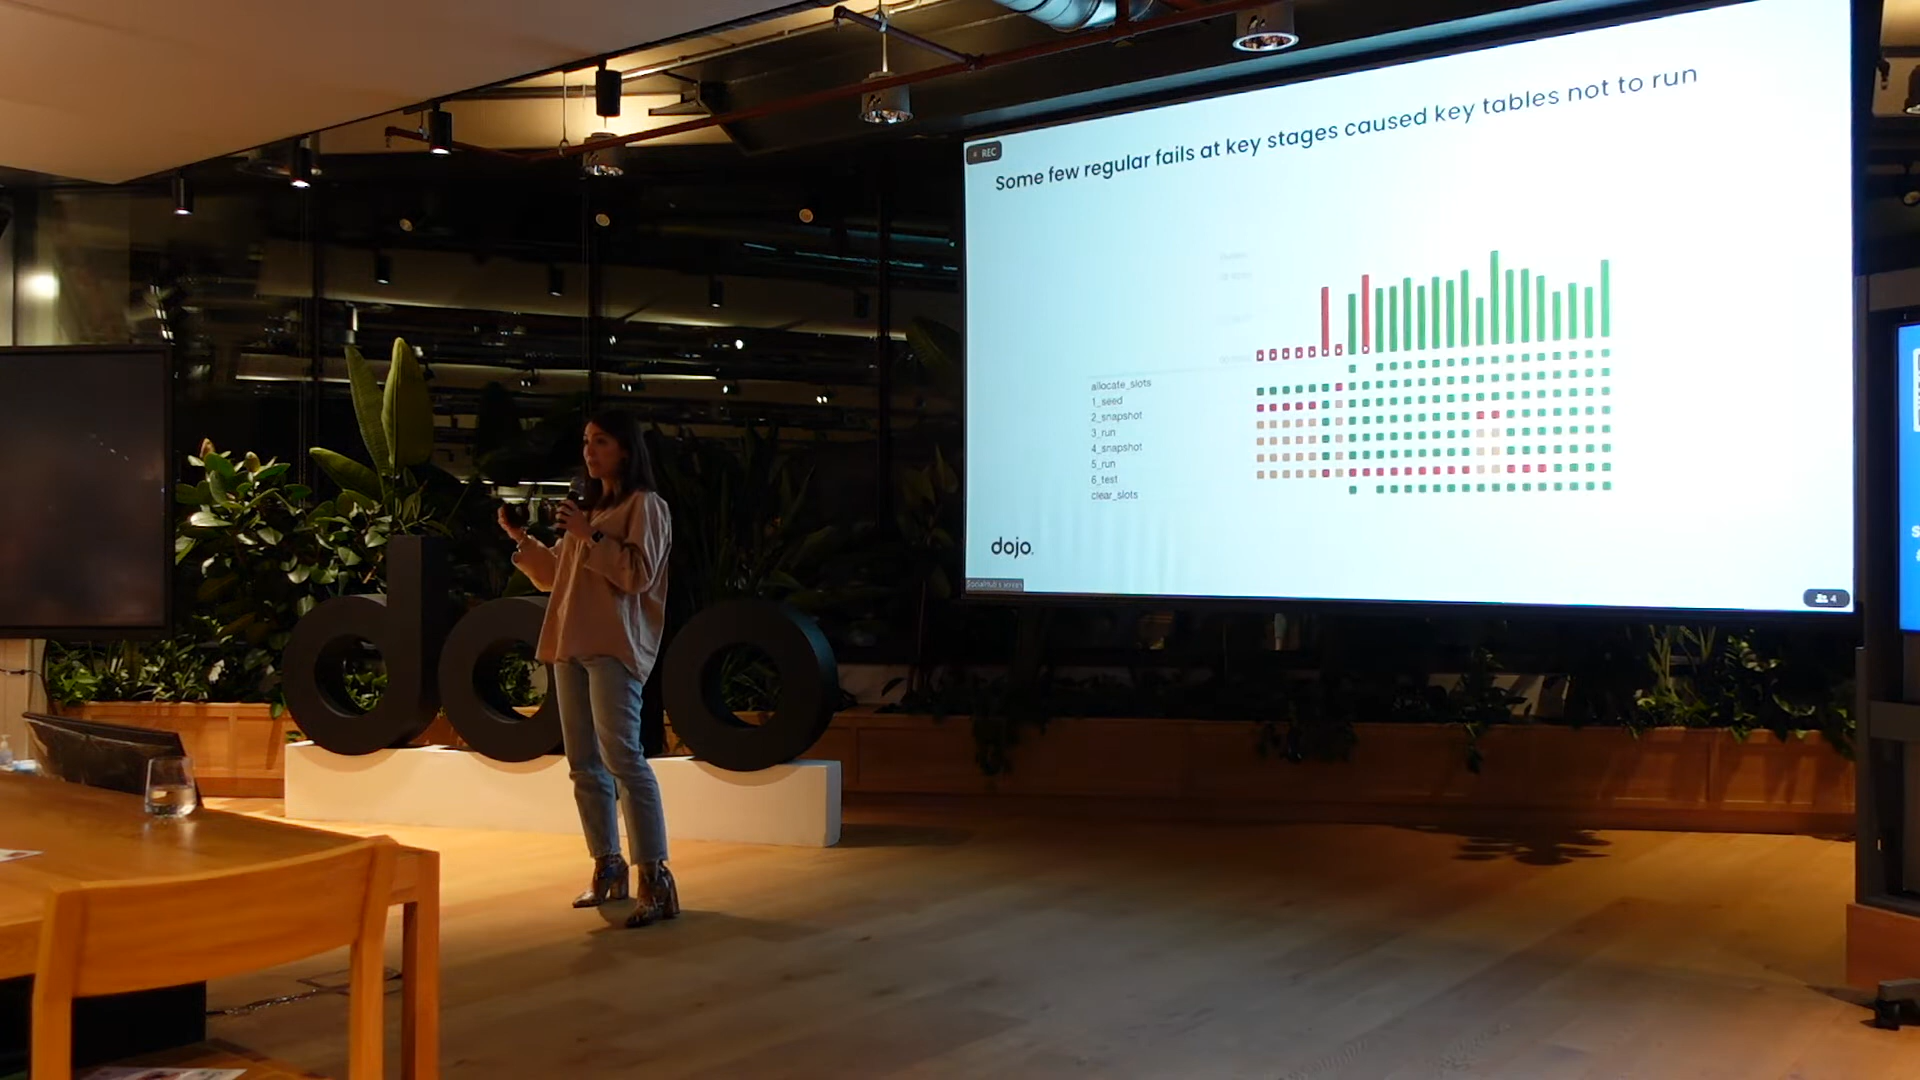 REC
Some few regular fails at key stages caused key tables not to run
allocate_slots
1_seed
2_snapshot
3_run
4_snapshot
5_run
6_test
clear_slots
dojo.
4